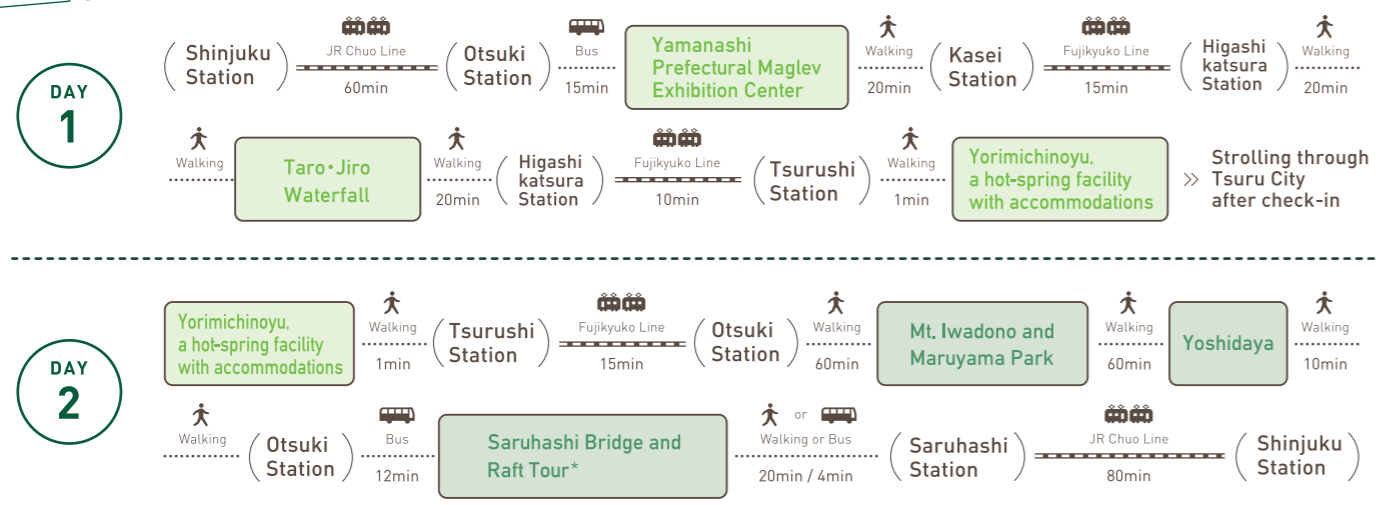 DAY
1
Shinjuku
Station
JR Chuo Line
60min
Otsuki
Station
Bus
15min
Yamanashi
Prefectural Maglev
Exhibition Center
Walking
20min
Kasei
Station
Fujikyuko Line
15min
Higashi
katsura
Station
Walking
20min
Walking
Taro・Jiro
Waterfall
Walking
20min
Higashi
katsura
Station
Fujikyuko Line
10min
Tsurushi
Station
Walking
1min
Yorimichinoyu,
a hot-spring facility
with accommodations
》 Strolling through
Tsuru City
after check-in
DAY
2
Yorimichinoyu,
a hot-spring facility
with accommodations
Walking
1min
Tsurushi
Station
Fujikyuko Line
15min
Otsuki
Station
Walking
60min
Mt. Iwadono and
Maruyama Park
Walking
60min
Yoshidaya
Walking
10min
Walking
Otsuki
Station
Bus
12min
Saruhashi Bridge and
Raft Tour*
or
Walking or Bus
20min / 4min
Saruhashi
Station
JR Chuo Line
80min
Shinjuku
Station